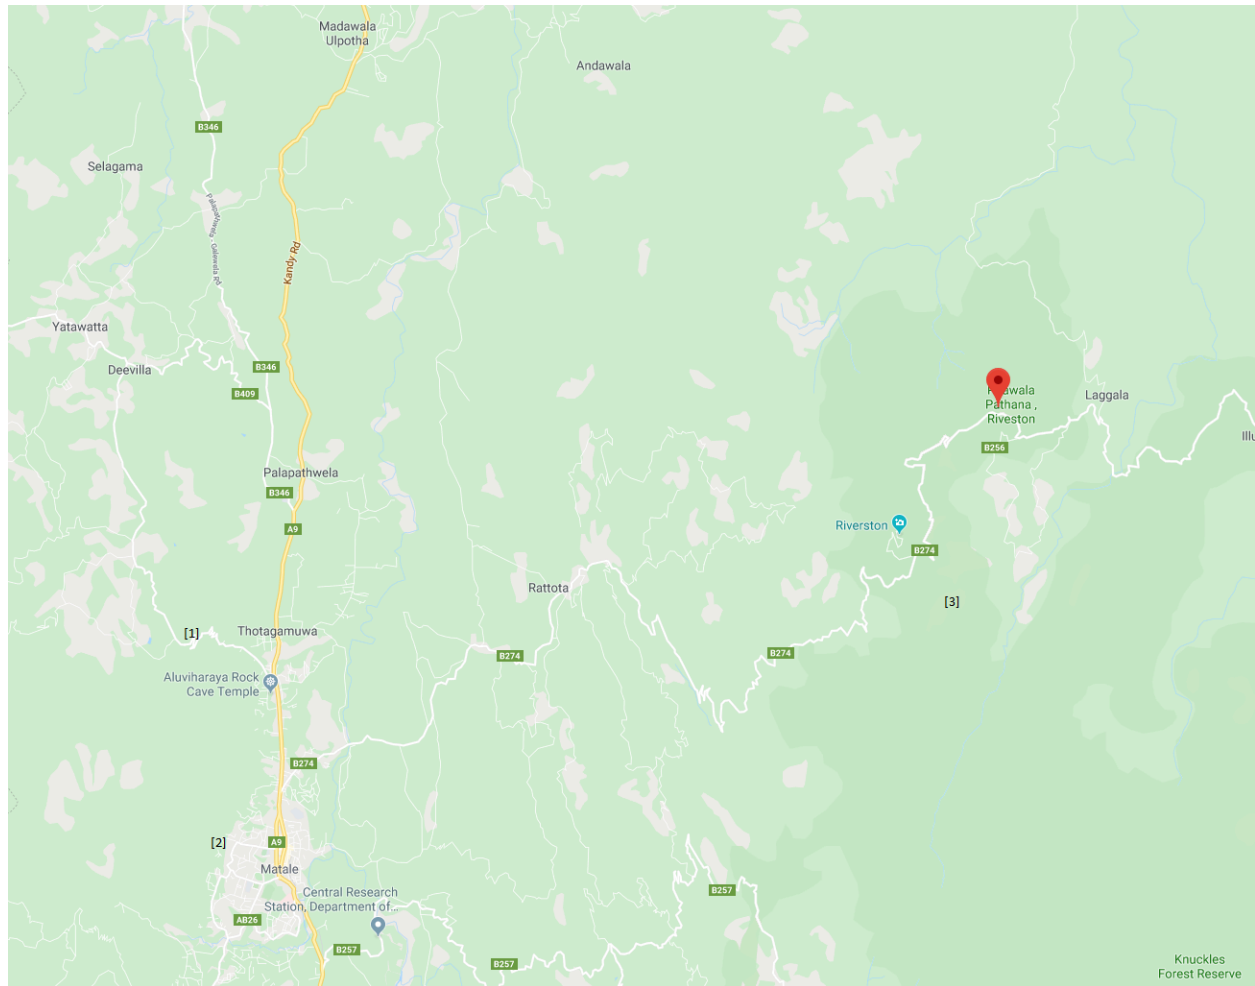 Madawala
Ulpotha
Andawala
B346
Selagama
Palapathwela - Galewela Rd
Kandy Rd
Yatawatta
Deevilla
B346
B409
Pathana ,
Riveston
Laggala
B256
Palapathwela
B346
A9
Riverston
B274
Rattota
[3]
[1]
Thotagamuwa
B274
B274
Aluviharaya Rock
Cave Temple
B274
[2]
A9
Matale
Central Research
Station, Department of...
B257
AB26
B257
B257
Knuckles
Forest Reserve